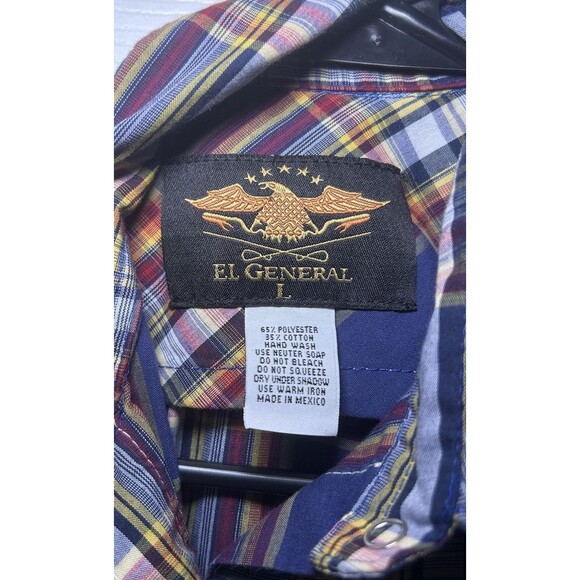 EL GENERAL
L
65% POLYESTER
35% COTTON
HAND WASH
USE NEUTER SOAP
DO NOT BLEACH
DO NOT SQUEEZE
DRY UNDER SHADOW
USE WARM IRON
MADE IN MEXICO